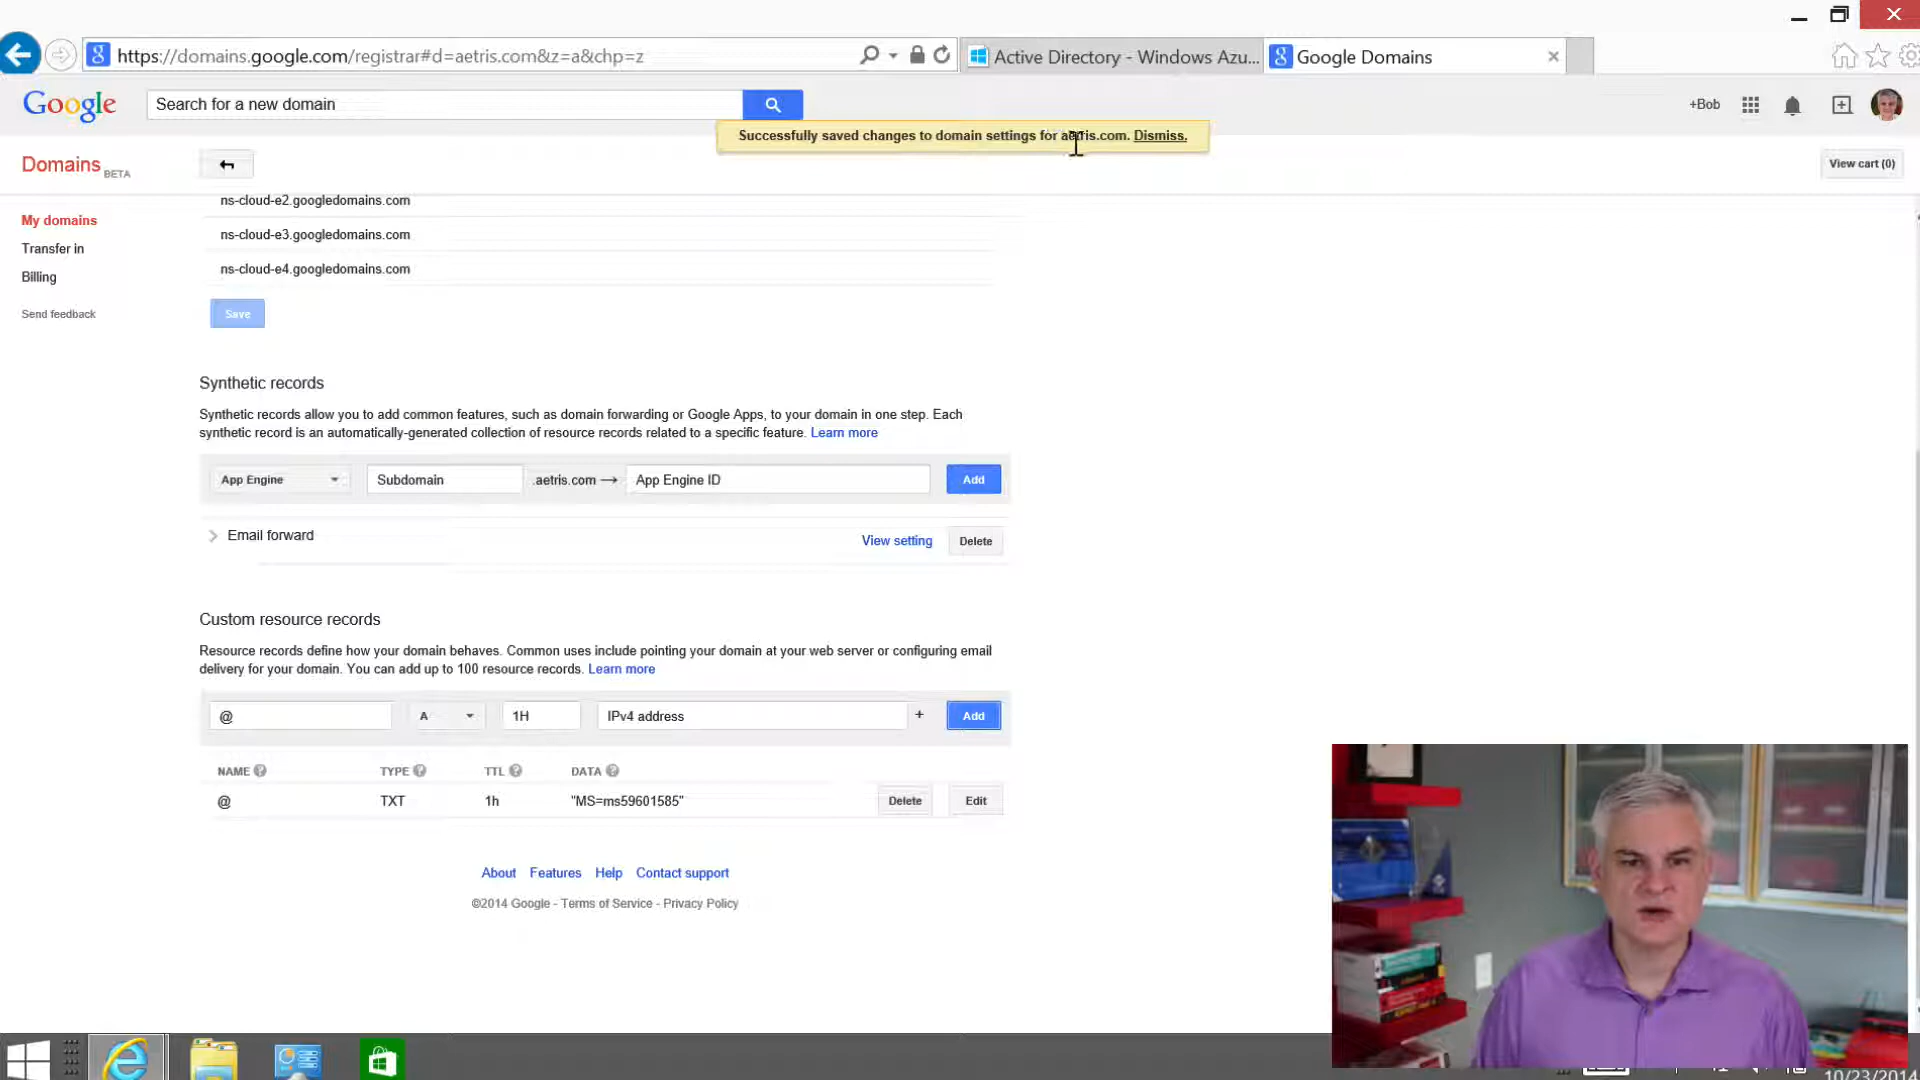 https://domains.google.com/registrar#d=aetris.com&z=a&chp=z
Active Directory - Windows Azu...
Google Domains
Google
Search for a new domain
+Bob
Successfully saved changes to domain settings for aetris.com. Dismiss.
Domains BETA
View cart (0)
My domains
Transfer in
Billing
Send feedback
ns-cloud-e2.googledomains.com
ns-cloud-e3.googledomains.com
ns-cloud-e4.googledomains.com
Save
Synthetic records
Synthetic records allow you to add common features, such as domain forwarding or Google Apps, to your domain in one step. Each
synthetic record is an automatically-generated collection of resource records related to a specific feature. Learn more
App Engine
Subdomain
.aetris.com →
App Engine ID
Add
Email forward
View setting
Delete
Custom resource records
Resource records define how your domain behaves. Common uses include pointing your domain at your web server or configuring email
delivery for your domain. You can add up to 100 resource records. Learn more
@
A
1H
IPv4 address
+
Add
NAME TYPE TTL DATA
@ TXT 1h "MS=ms59601585" Delete Edit
About Features Help Contact support
©2014 Google - Terms of Service - Privacy Policy
10/23/2014